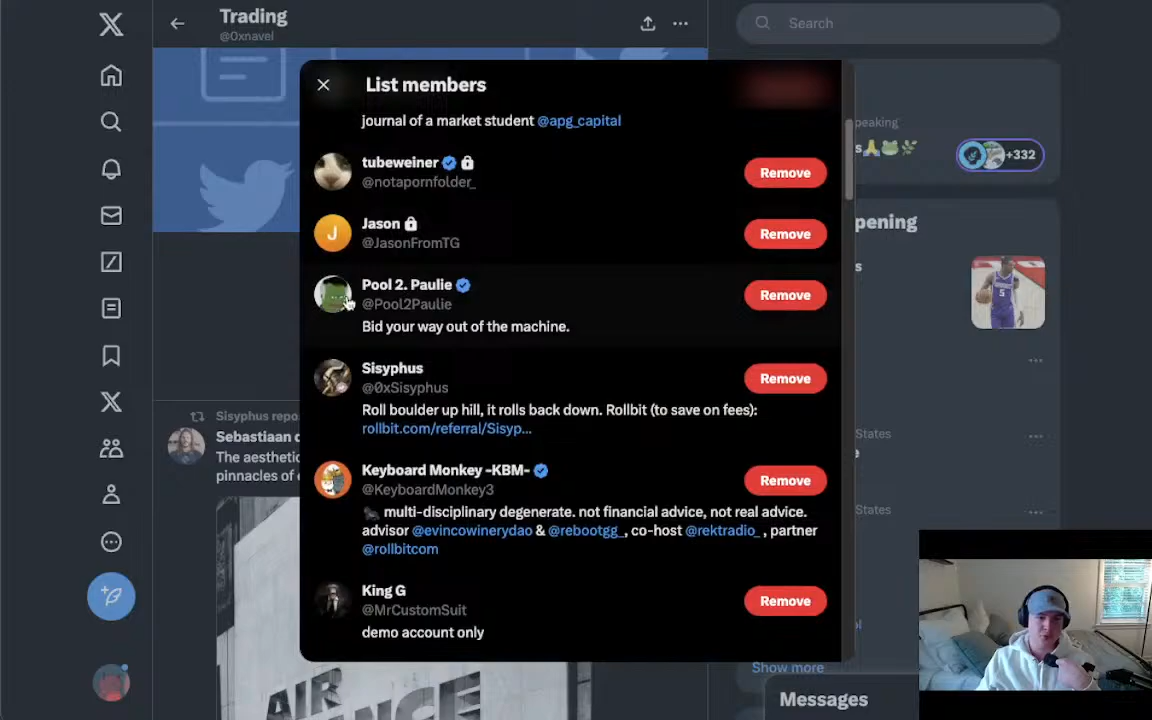 Trading
@0xnavel
Search
List members
journal of a market student @apg_capital
tubeweiner
@notapornfolder_
Remove
Jason
@JasonFromTG
Remove
Pool 2. Paulie
@Pool2Paulie
Bid your way out of the machine.
Remove
Sisyphus
@0xSisyphus
Roll boulder up hill, it rolls back down. Rollbit (to save on fees):
rollbit.com/referral/Sisyp...
Remove
Keyboard Monkey -KBM-
@KeyboardMonkey3
multi-disciplinary degenerate. not financial advice, not real advice.
advisor @evincowinerydao & @rebootgg_, co-host @rektradio_ , partner
@rollbitcom
Remove
King G
@MrCustomSuit
demo account only
Remove
Sisyphus repo
Sebastiaan
The aesthetic
pinnacles of
AIR
peaking
+332
pening
5
States
States
Show more
Messages
J